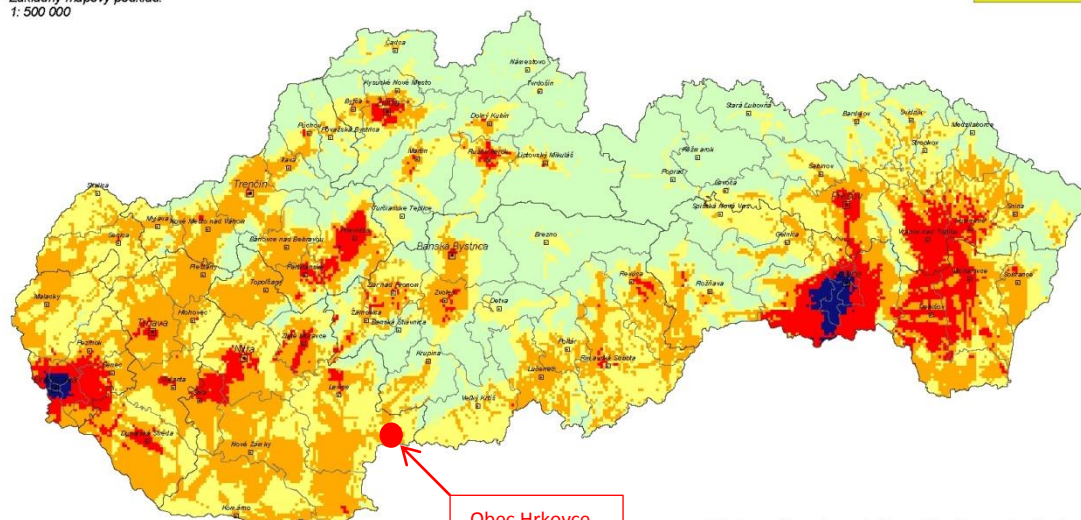 1: 500 000
Čadca
Námestovo
Kysucké Nové Mesto
Tvrdošín
Bytča
Stará Ľubovňa
Bardejov
Svidník
Medzilaborce
Dolný Kubín
Púchov
Považská Bystrica
Stropkov
Martin
Ružomberok
Liptovský Mikuláš
Kežmarok
Ilava
Poprad
Sabinov
Trenčín
Levoča
Skalica
Spišská Nová Ves
Snina
Turčianske Teplice
Myjava
Nové Mesto nad Váhom
Senica
Prievidza
Vranov nad Topľou
Bánovce nad Bebravou
Banská Bystrica
Brezno
Gelnica
Piešťany
Partizánske
Michalovce
Sobrance
Topoľčany
Žiar nad Hronom
Revúca
Rožňava
Malacky
Zvolen
Detva
Hlohovec
Žarnovica
Banská Štiavnica
Trnava
Zlaté Moravce
Pezinok
Nitra
Krupina
Poltár
Rimavská Sobota
Senec
Galanta
Lučenec
Levice
Veľký Krtíš
Dunajská Streda
Nové Zámky
Komárno
Obec Hrkovce